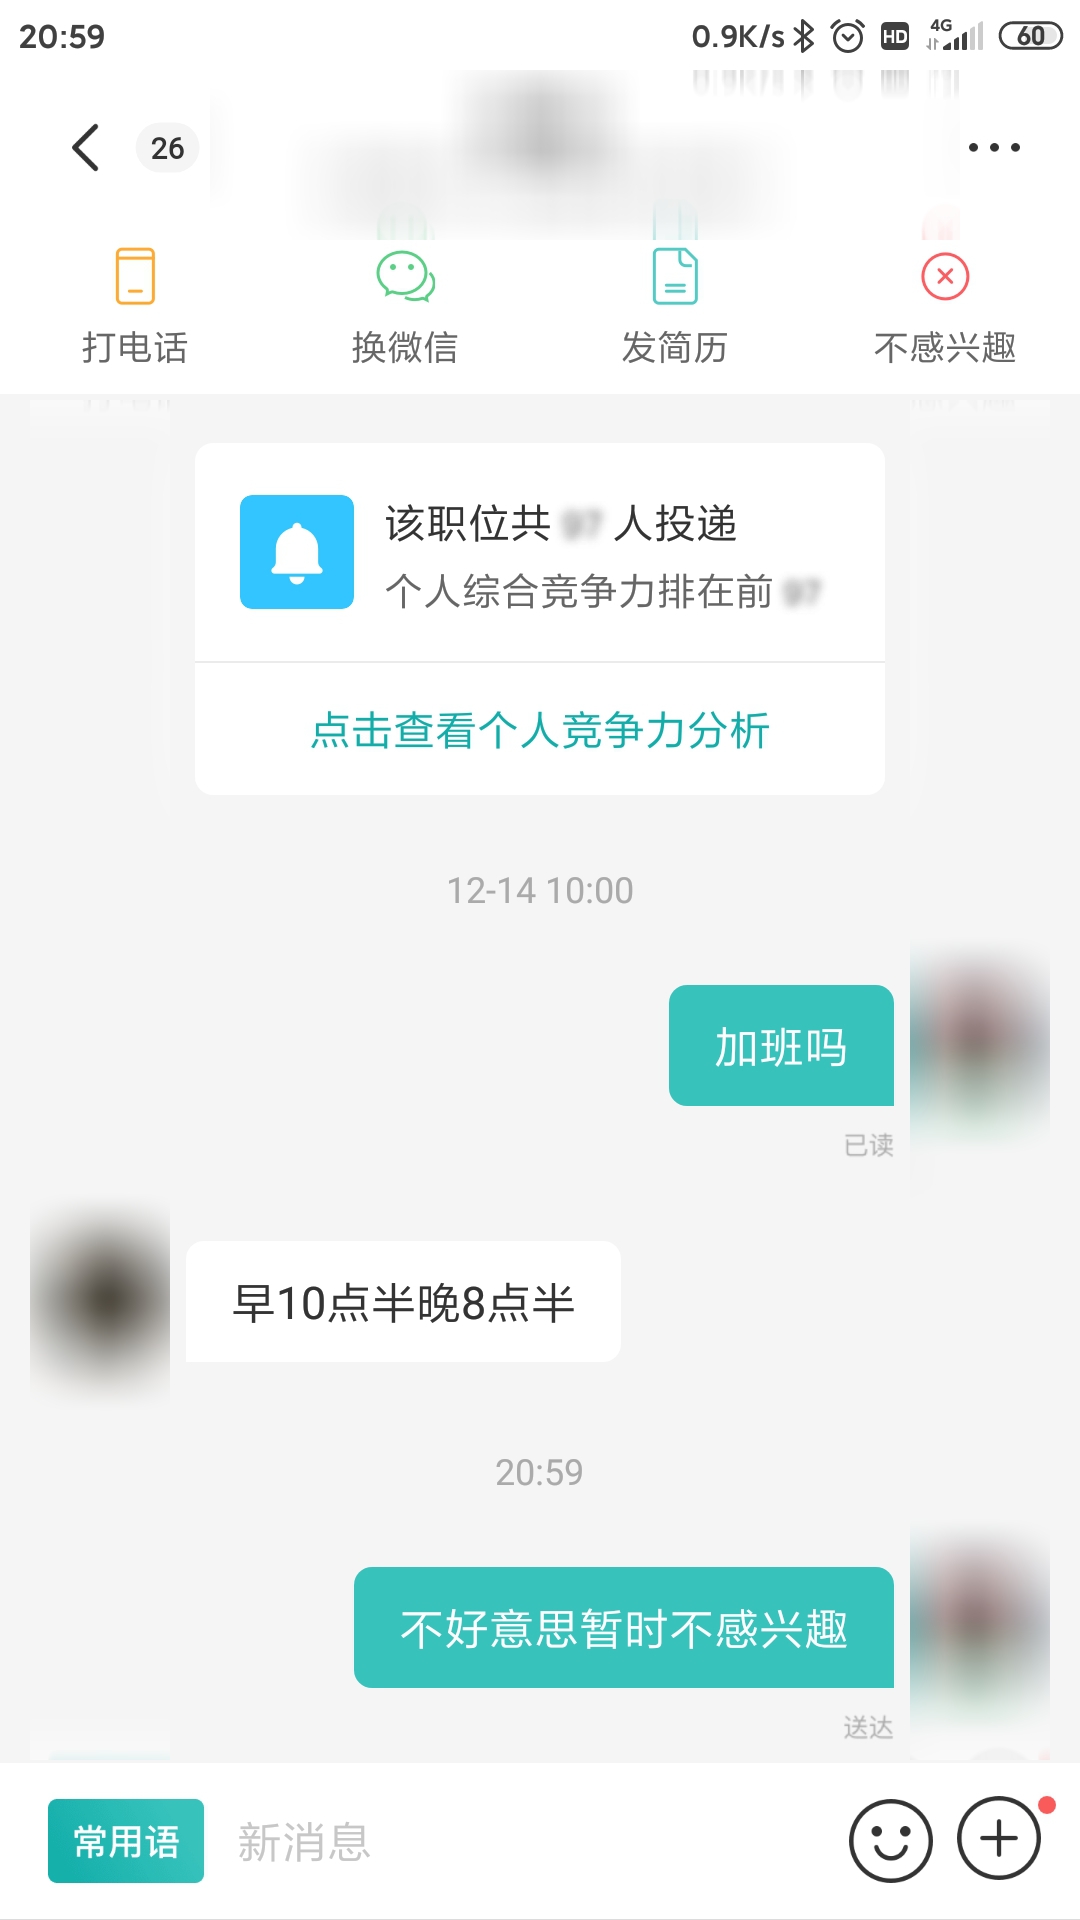 20:59 0.9K/s HD 4G 60
26
打电话 换微信 发简历 不感兴趣
该职位共 人投递
个人综合竞争力排在前
点击查看个人竞争力分析
12-14 10:00
加班吗
已读
早10点半晚8点半
20:59
不好意思暂时不感兴趣
送达
常用语 新消息